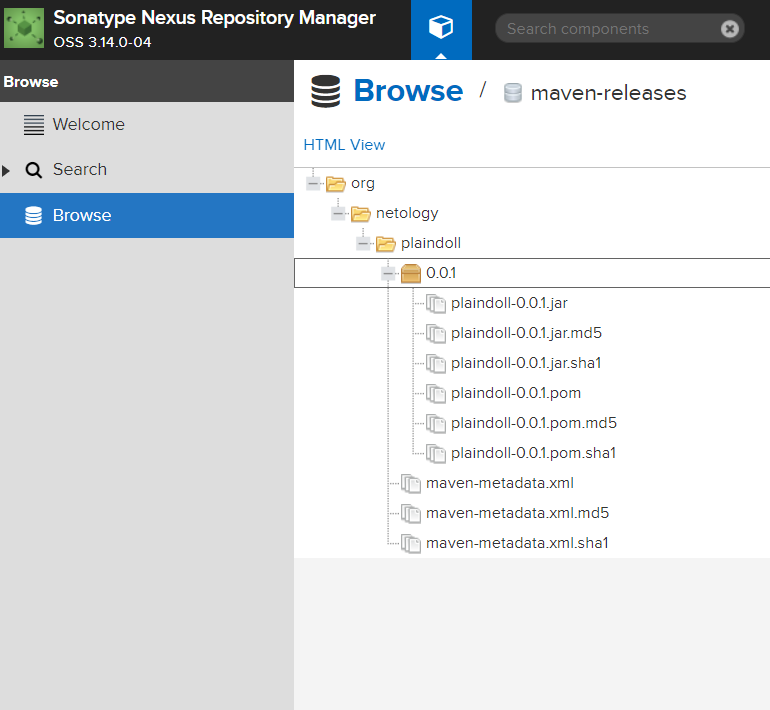 Sonatype Nexus Repository Manager
OSS 3.14.0-04
Search components
Browse
Welcome
Search
Browse
Browse / maven-releases
HTML View
org
netology
plaindoll
0.0.1
plaindoll-0.0.1.jar
plaindoll-0.0.1.jar.md5
plaindoll-0.0.1.jar.sha1
plaindoll-0.0.1.pom
plaindoll-0.0.1.pom.md5
plaindoll-0.0.1.pom.sha1
maven-metadata.xml
maven-metadata.xml.md5
maven-metadata.xml.sha1